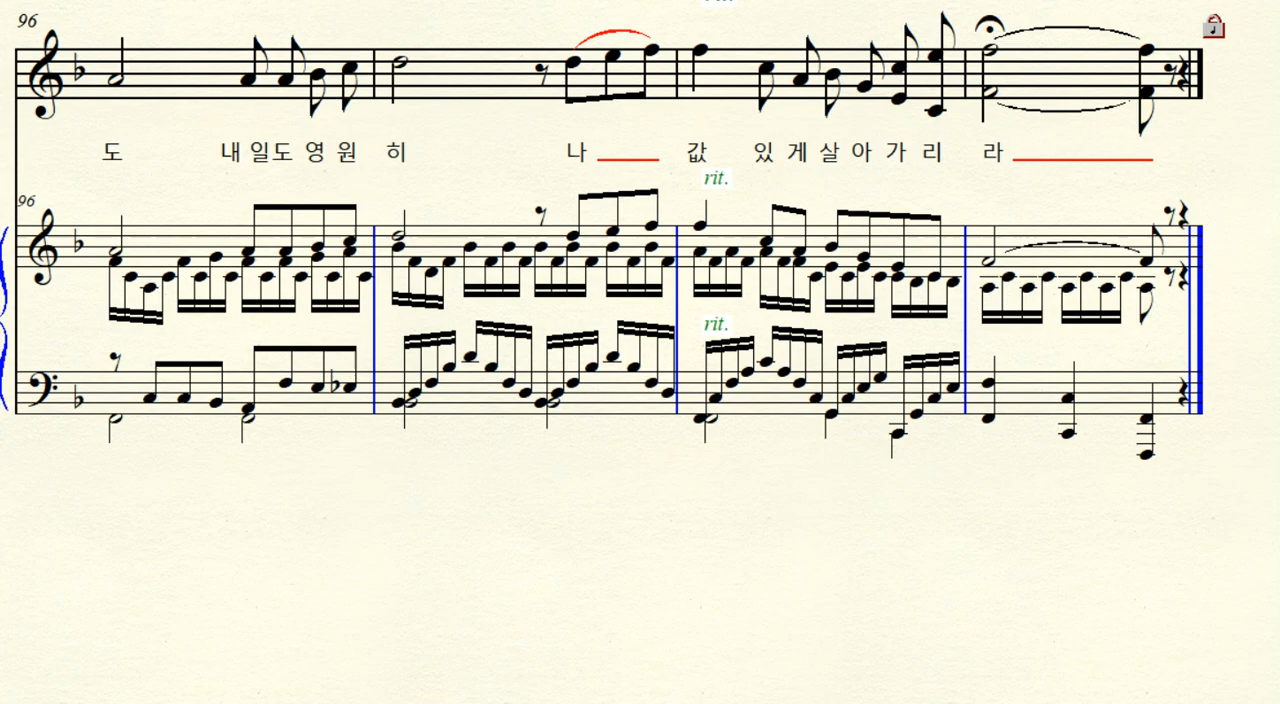 96
도 내 일도 영 원 히 나 값 있 게 살 아 가 리 라
rit.
96
rit.